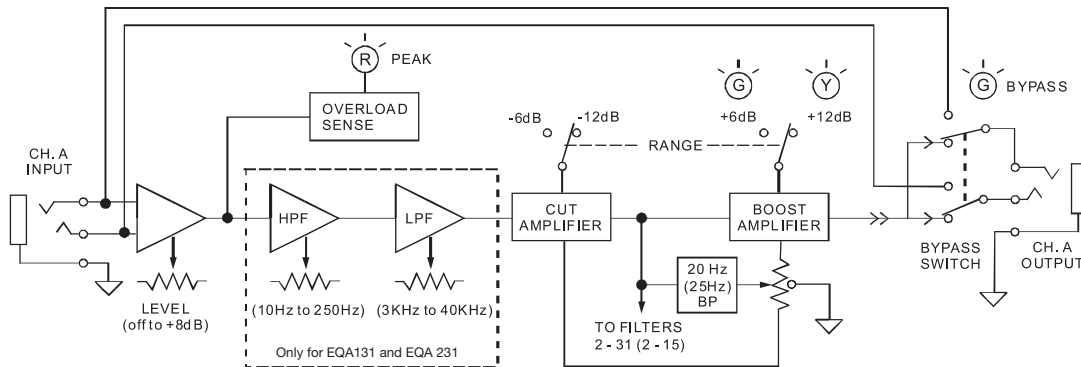 R
PEAK
OVERLOAD
SENSE
G
Y
G
BYPASS
-6dB
-12dB
+6dB
+12dB
RANGE
CH. A
INPUT
HPF
LPF
CUT
AMPLIFIER
BOOST
AMPLIFIER
LEVEL
(off to +8dB)
(10Hz to 250Hz)
(3KHz to 40KHz)
Only for EQA131 and EQA 231
20 Hz
(25Hz)
BP
TO FILTERS
2 - 31 (2 - 15)
BYPASS
SWITCH
CH. A
OUTPUT